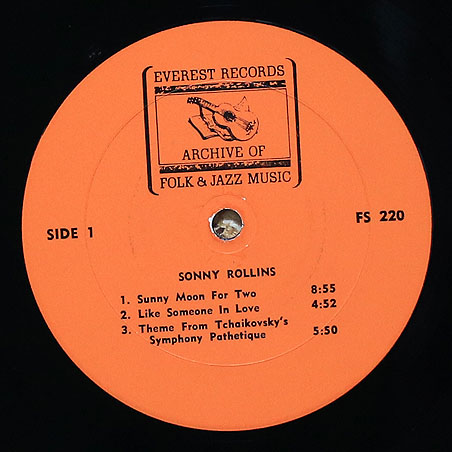 EVEREST RECORDS
ARCHIVE OF
FOLK & JAZZ MUSIC
SIDE 1
FS 220
SONNY ROLLINS
1. Sunny Moon For Two 8:55
2. Like Someone In Love 4:52
3. Theme From Tchaikovsky's
Symphony Pathetique 5:50